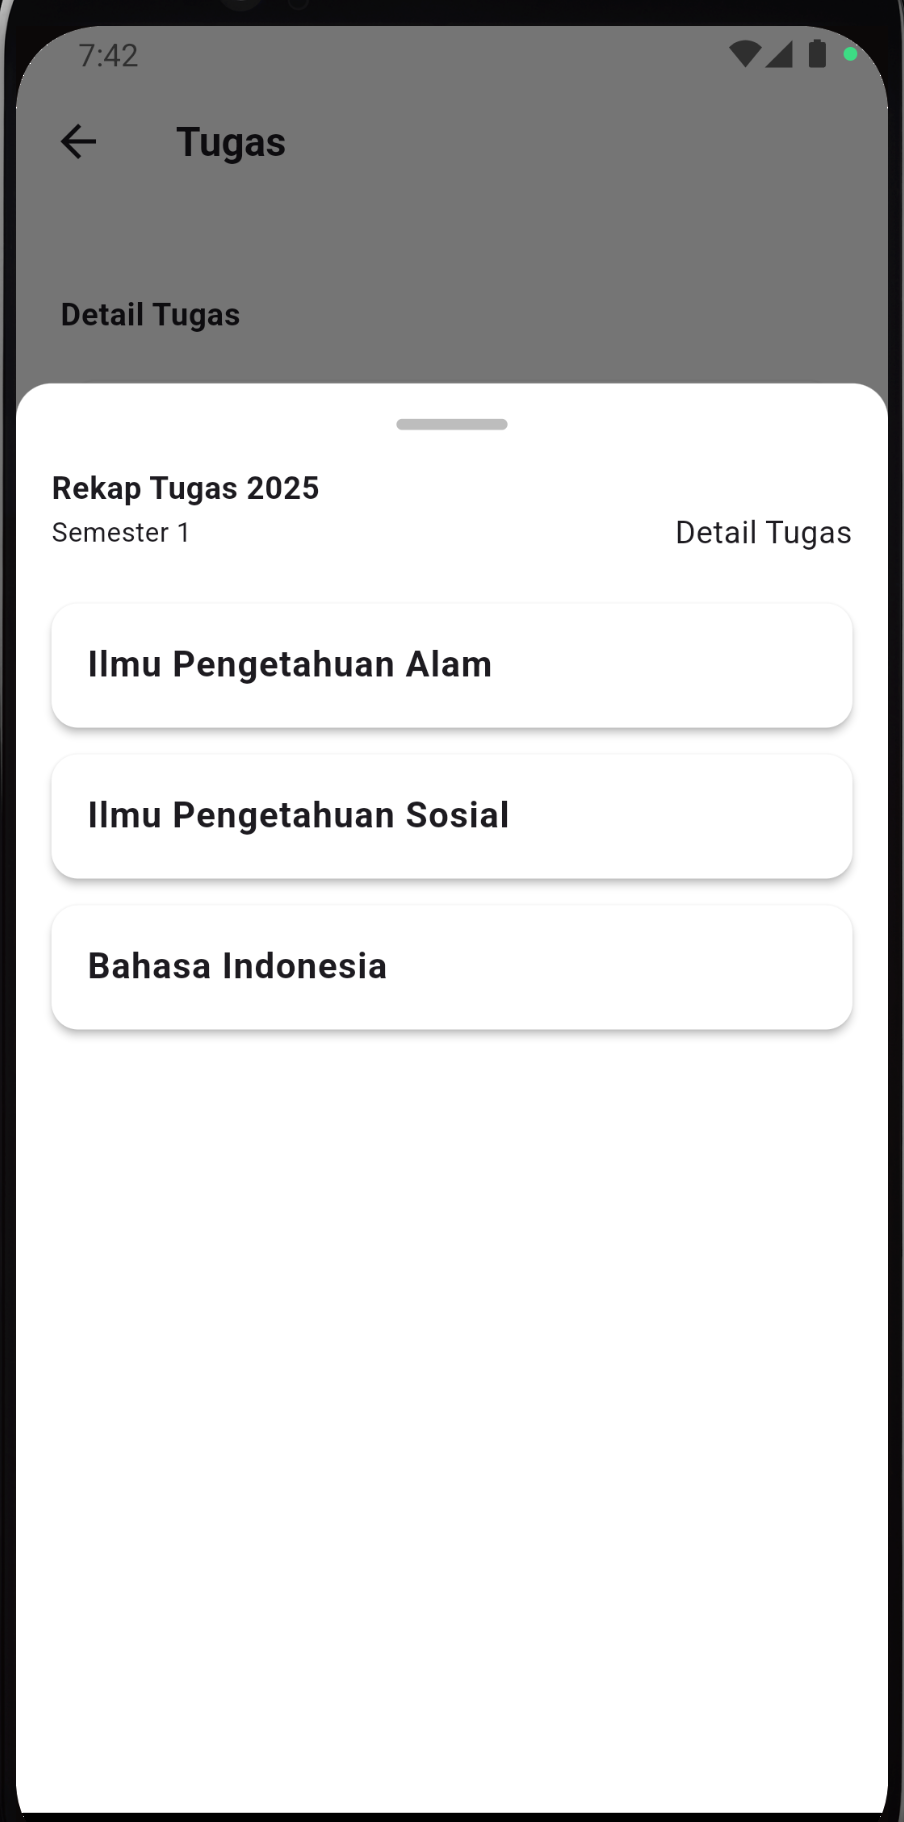 7:42
Tugas
Detail Tugas
Rekap Tugas 2025
Semester 1
Detail Tugas
Ilmu Pengetahuan Alam
Ilmu Pengetahuan Sosial
Bahasa Indonesia